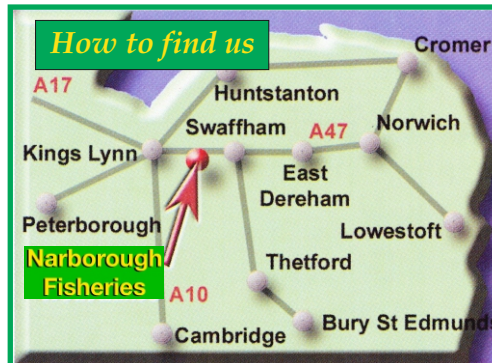 How to find us
Cromer
A17
Huntstanton
Swaffham
A47
Norwich
Kings Lynn
East
Dereham
Peterborough
Lowestoft
Narborough
Fisheries
Thetford
A10
Bury St Edmunds
Cambridge